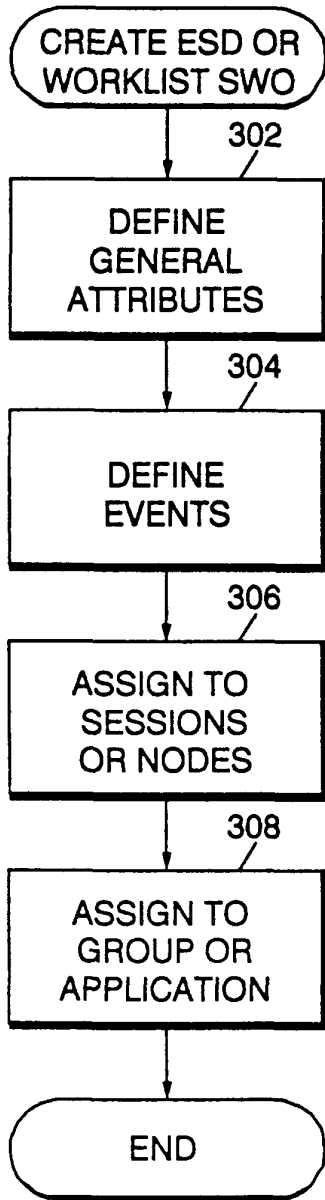 CREATE ESD OR
WORKLIST SWO
302
DEFINE
GENERAL
ATTRIBUTES
304
DEFINE
EVENTS
306
ASSIGN TO
SESSIONS
OR NODES
308
ASSIGN TO
GROUP OR
APPLICATION
END